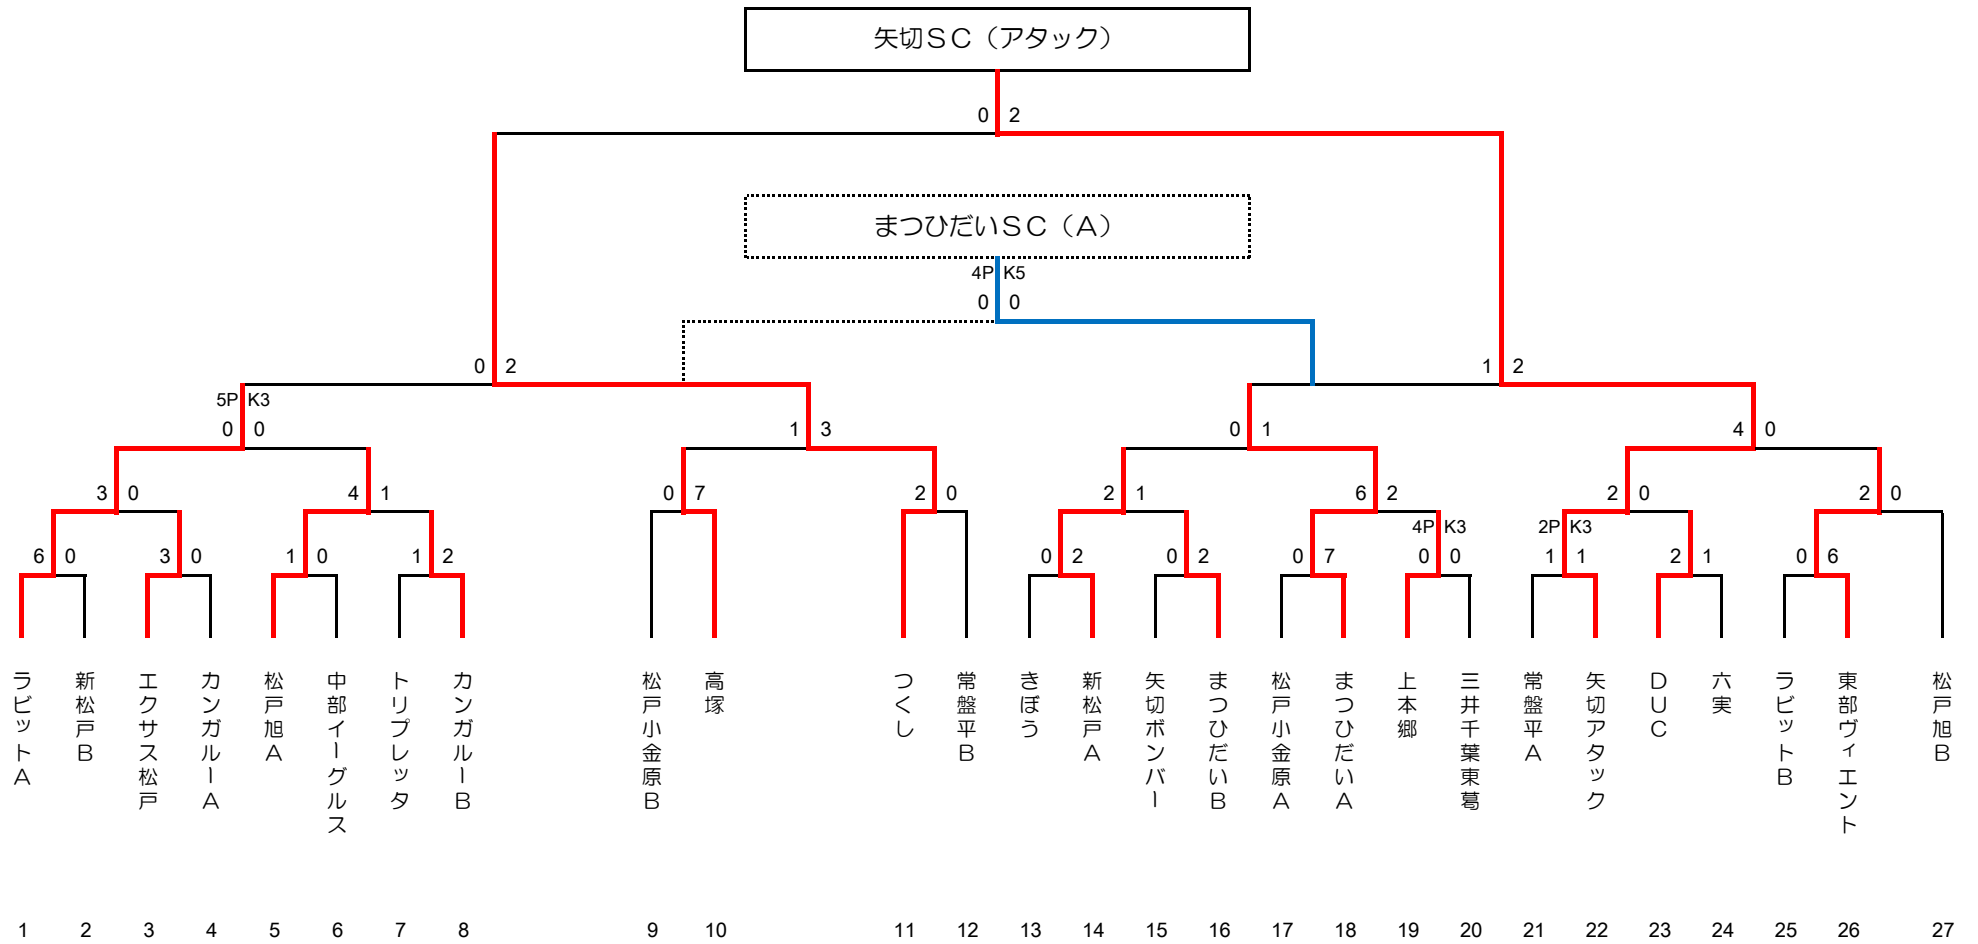 矢切ＳＣ（アタック）
0 2
まつひだいＳＣ（Ａ）
4P K5
0 0
0 2
1 2
5P K3
0 0
1 3
0 1
4 0
3 0
4 1
0 7
2 0
2 1
6 2
2 0
2 0
4P K3
2P K3
6 0
3 0
1 0
1 2
0 2
0 2
0 7
0 0
1 1
2 1
0 6
ラビットＡ
新松戸Ｂ
エクサス松戸
カンガルーＡ
松戸旭Ａ
中部イーグルス
トリプレッタ
カンガルーＢ
松戸小金原Ｂ
高塚
つくし
常盤平Ｂ
きぼう
新松戸Ａ
矢切ボンバー
まつひだいＢ
松戸小金原Ａ
まつひだいＡ
上本郷
三井千葉東葛
常盤平Ａ
矢切アタック
ＤＵＣ
六実
ラビットＢ
東部ヴィエント
松戸旭Ｂ
1 2 3 4 5 6 7 8 9 10 11 12 13 14 15 16 17 18 19 20 21 22 23 24 25 26 27